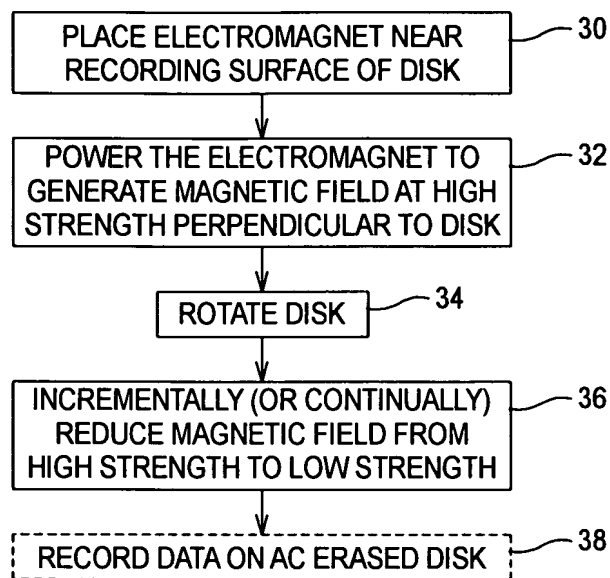 PLACE ELECTROMAGNET NEAR
RECORDING SURFACE OF DISK
30
POWER THE ELECTROMAGNET TO
GENERATE MAGNETIC FIELD AT HIGH
STRENGTH PERPENDICULAR TO DISK
32
ROTATE DISK
34
INCREMENTALLY (OR CONTINUALLY)
REDUCE MAGNETIC FIELD FROM
HIGH STRENGTH TO LOW STRENGTH
36
RECORD DATA ON AC ERASED DISK
38